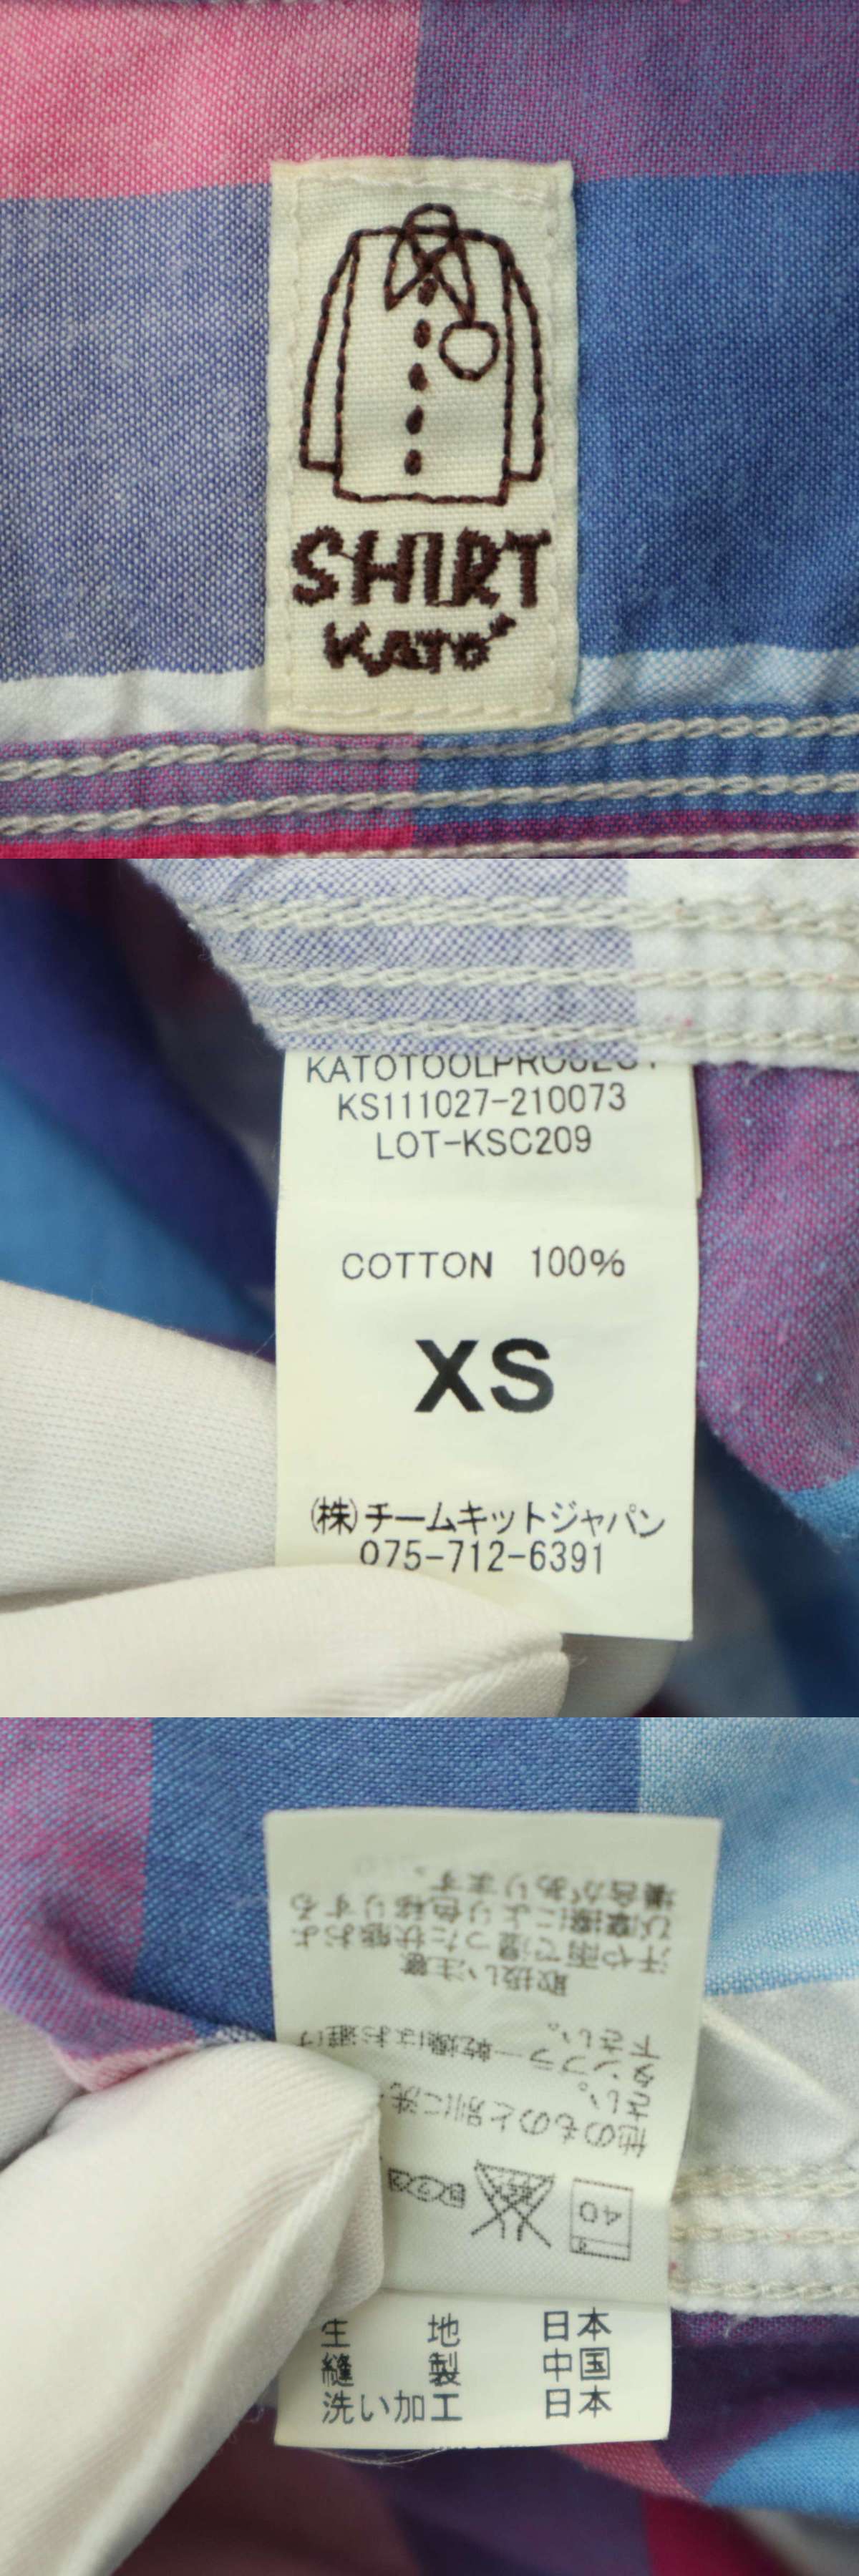 SHIRT
KATO'
KATOTOOLPROJECT
KS111027-210073
LOT-KSC209
COTTON 100%
XS
(株)チームキットジャパン
075-712-6391
取扱い注意
汗や雨で湿った状態およ
び摩擦により色移りする
場合があります。
他のものと別に洗
さい。
タンブラー乾燥はお避け
下さい。
40
生地 日本
縫製 中国
洗い加工 日本